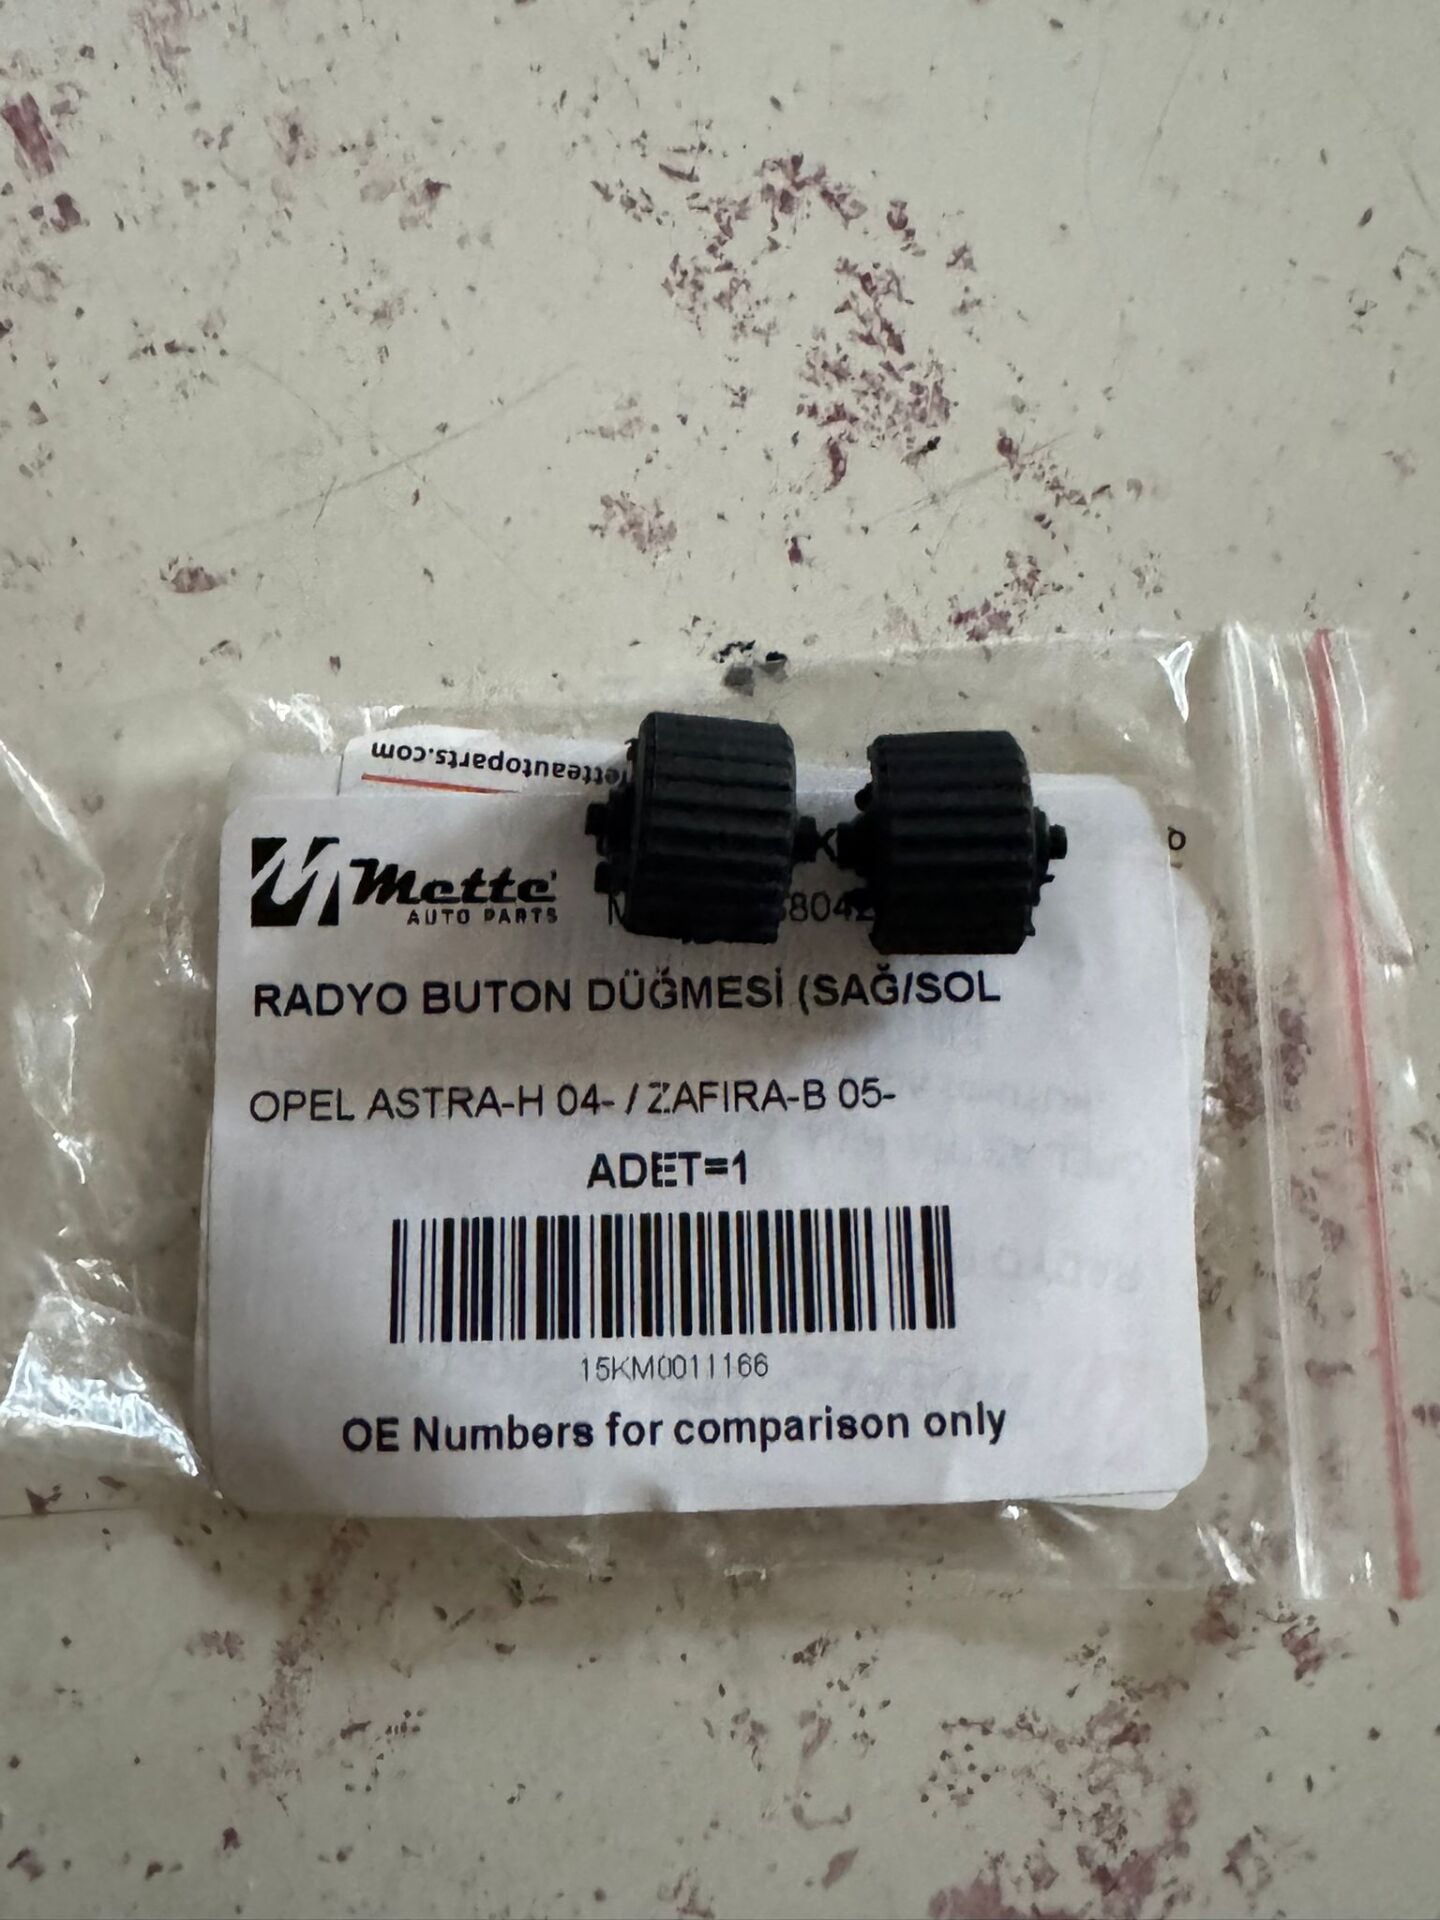 etteautoparts.com
Mette
AUTO PARTS
RADYO BUTON DÜĞMESİ (SAĞ/SOL
OPEL ASTRA-H 04- / ZAFIRA-B 05-
ADET=1
15KM0011166
OE Numbers for comparison only